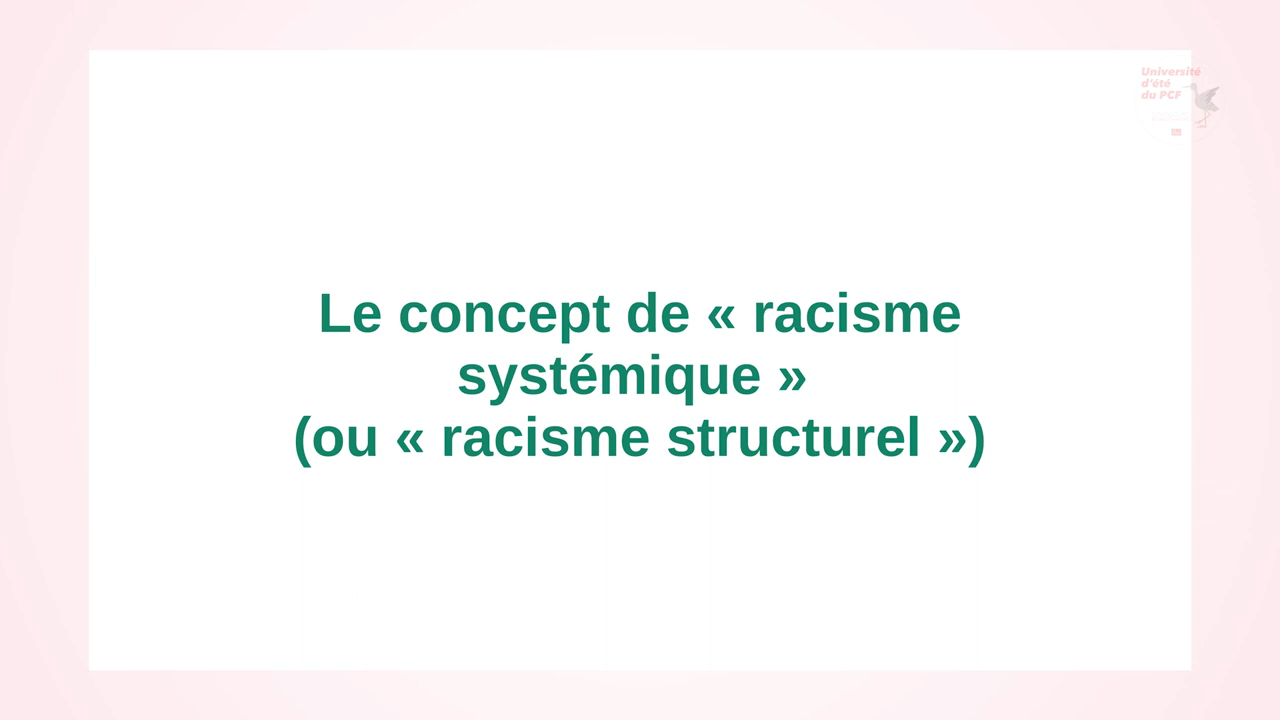 Université
d'été
du PCF
Le concept de « racisme
systémique »
(ou « racisme structurel »)